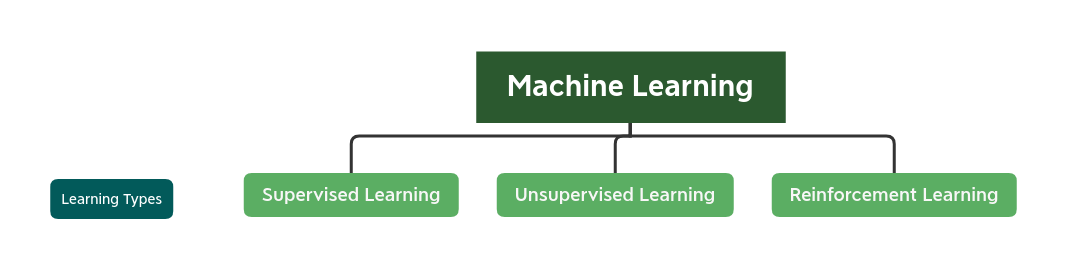 Machine Learning
Learning Types
Supervised Learning
Unsupervised Learning
Reinforcement Learning